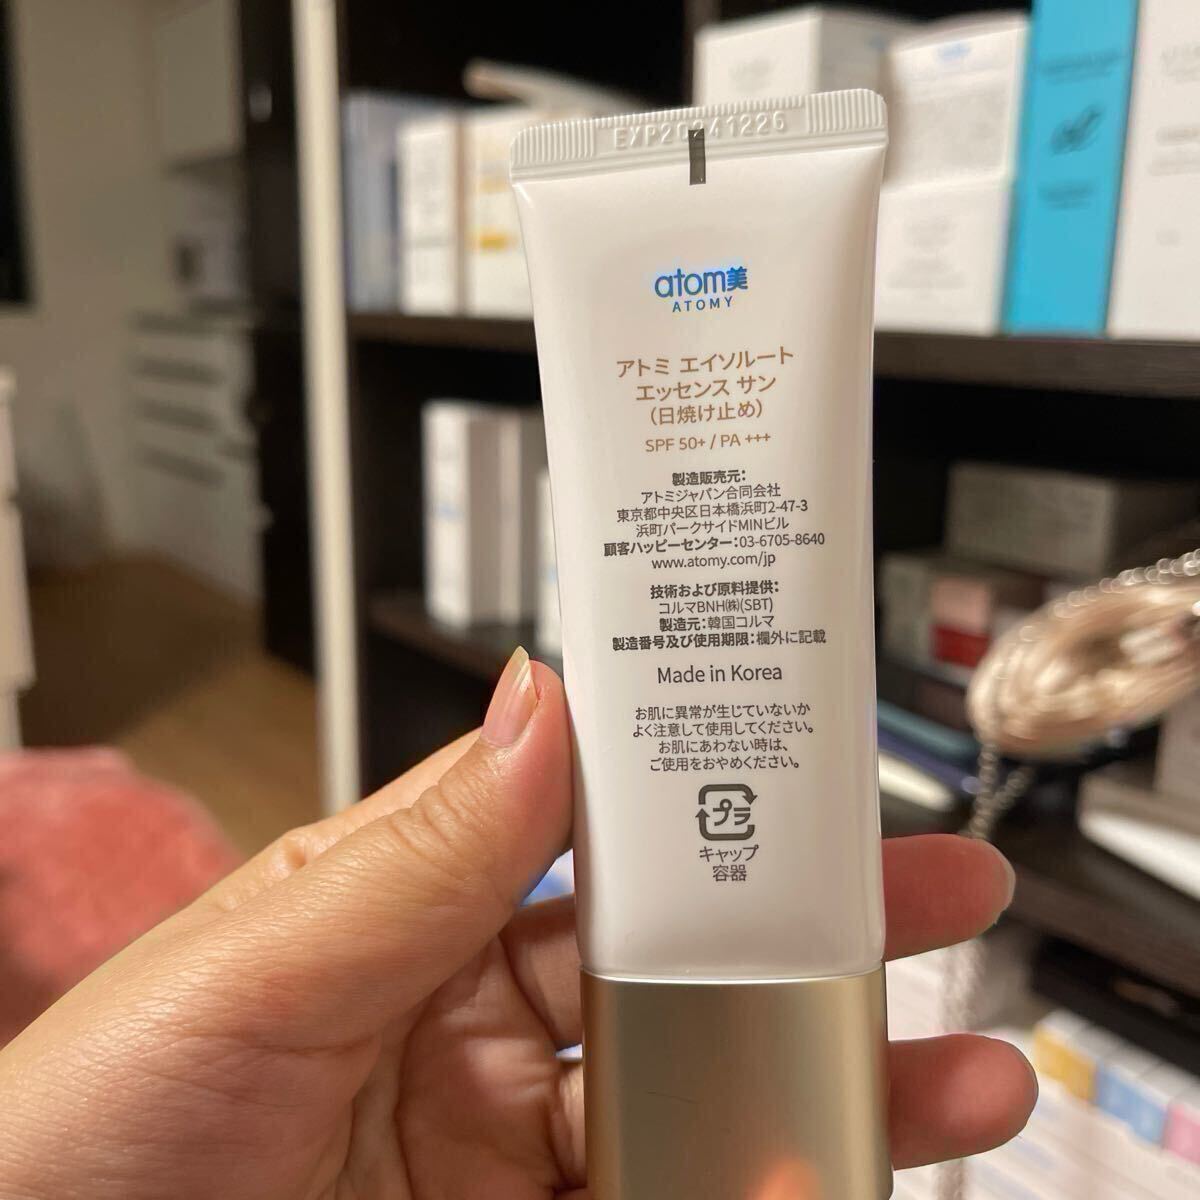 EXP20241226
atom美
ATOMY
アトミ エイソルート
エッセンス サン
(日焼け止め)
SPF 50+ / PA +++
製造販売元:
アトミジャパン合同会社
東京都中央区日本橋浜町2-47-3
浜町パークサイドMINビル
顧客ハッピーセンター:03-6705-8640
www.atomy.com/jp
技術および原料提供:
コルマBNH㈱(SBT)
製造元:韓国コルマ
製造番号及び使用期限:欄外に記載
Made in Korea
お肌に異常が生じていないか
よく注意して使用してください。
お肌にあわない時は、
ご使用をおやめください。
プラ
キャップ
容器